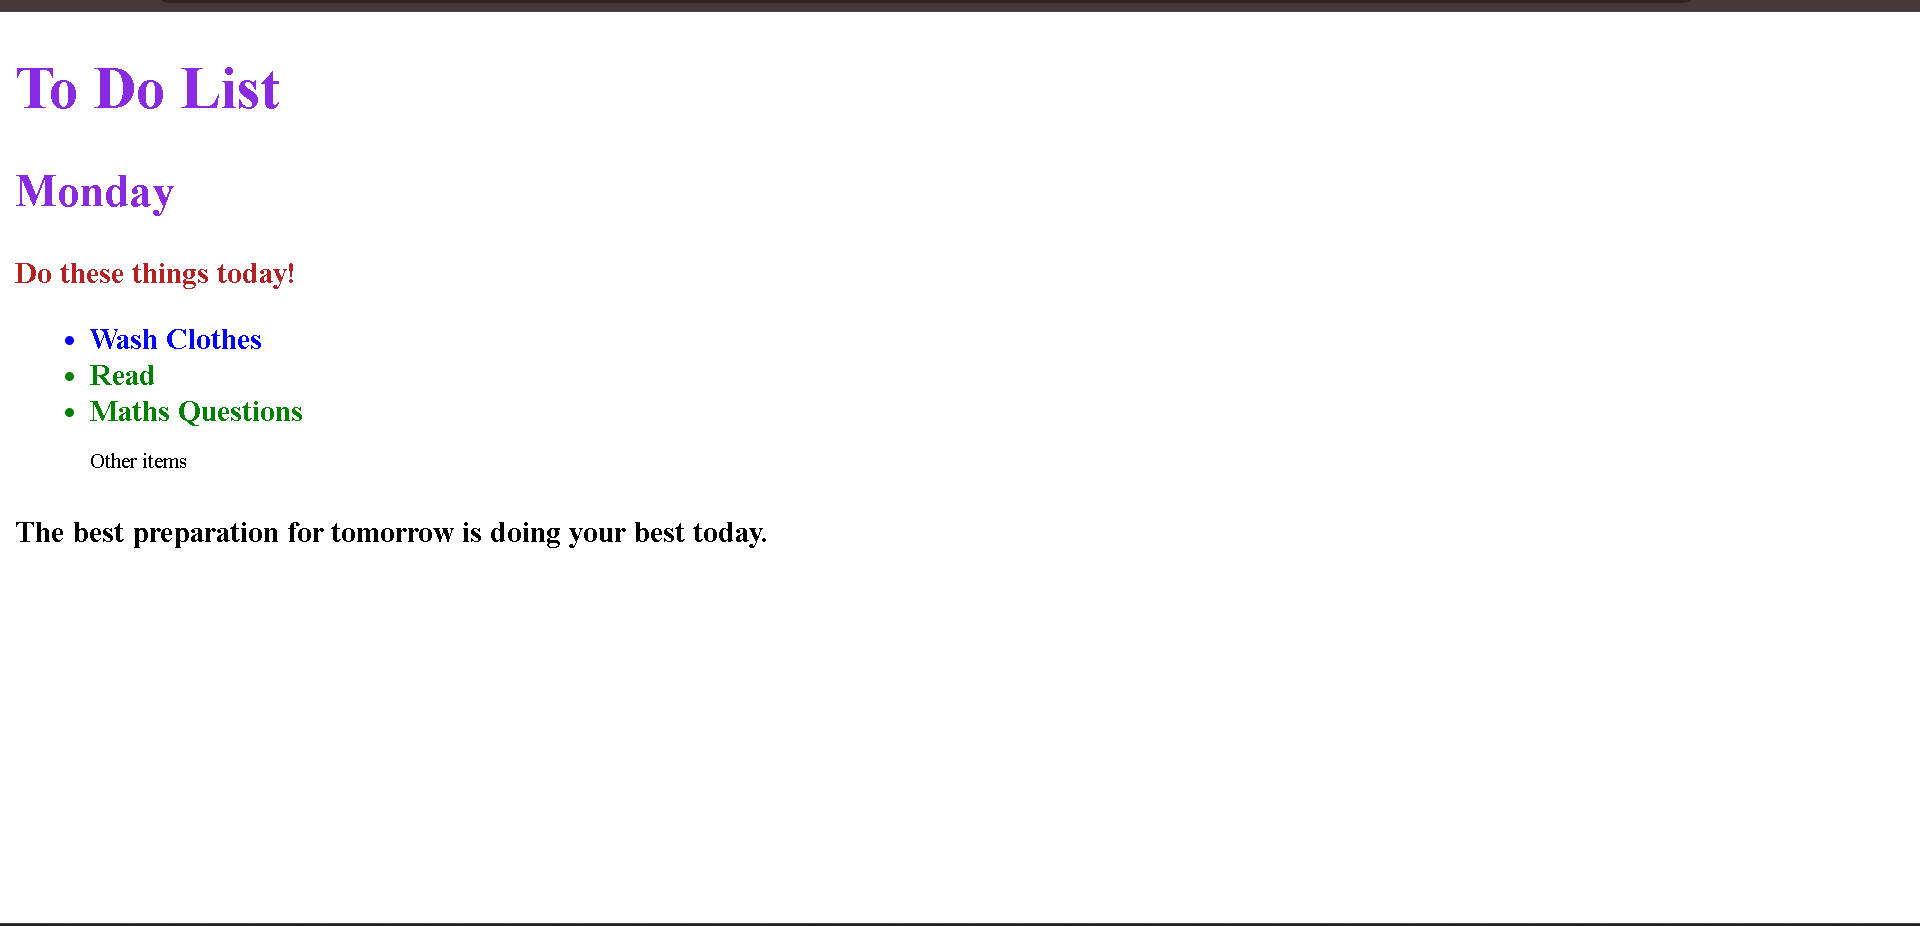 To Do List
Monday
Do these things today!
Wash Clothes
Read
Maths Questions
Other items
The best preparation for tomorrow is doing your best today.